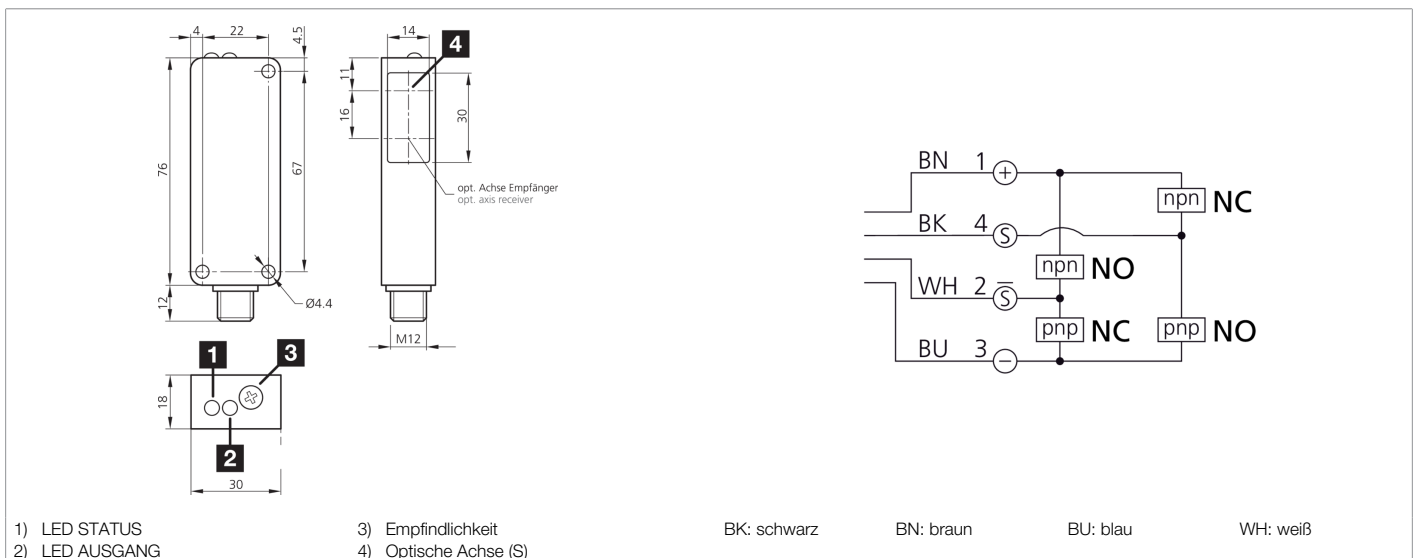 4 22 4.5
14
4
11
16
30
76
67
opt. Achse Empfänger
opt. axis receiver
12
Ø4.4
M12
1
3
18
2
30
BN 1 +
npn NC
BK 4 S
npn NO
WH 2 S̅
pnp NC pnp NO
BU 3 −
1) LED STATUS
2) LED AUSGANG
3) Empfindlichkeit
4) Optische Achse (S)
BK: schwarz BN: braun BU: blau WH: weiß